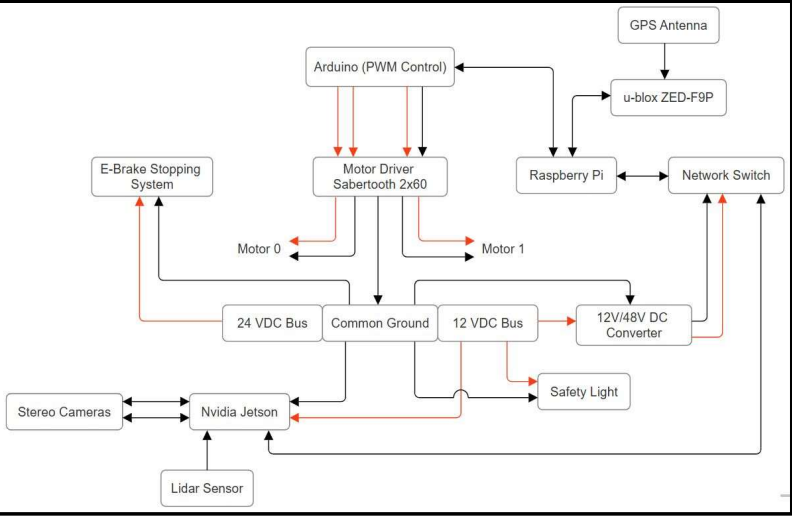 GPS Antenna
Arduino (PWM Control)
u-blox ZED-F9P
E-Brake Stopping
System
Motor Driver
Sabertooth 2x60
Raspberry Pi
Network Switch
Motor 0
Motor 1
24 VDC Bus
Common Ground
12 VDC Bus
12V/48V DC
Converter
Safety Light
Stereo Cameras
Nvidia Jetson
Lidar Sensor